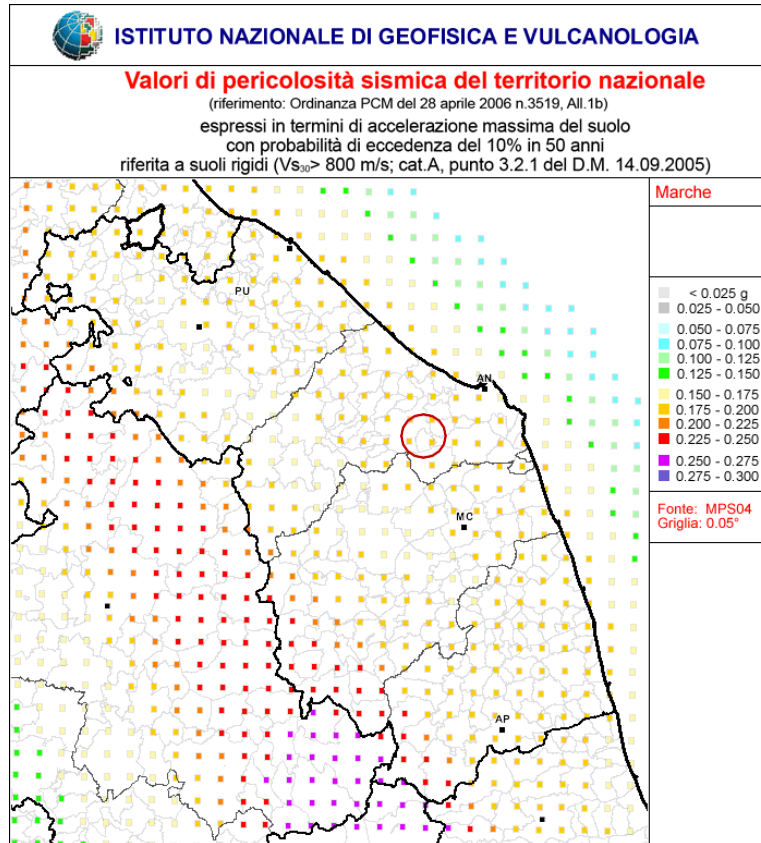 ISTITUTO NAZIONALE DI GEOFISICA E VULCANOLOGIA
Valori di pericolosità sismica del territorio nazionale
(riferimento: Ordinanza PCM del 28 aprile 2006 n.3519, All.1b)
espressi in termini di accelerazione massima del suolo
con probabilità di eccedenza del 10% in 50 anni
riferita a suoli rigidi (Vs₃₀> 800 m/s; cat.A, punto 3.2.1 del D.M. 14.09.2005)
Marche
< 0.025 g
0.025 - 0.050
0.050 - 0.075
0.075 - 0.100
0.100 - 0.125
0.125 - 0.150
0.150 - 0.175
0.175 - 0.200
0.200 - 0.225
0.225 - 0.250
0.250 - 0.275
0.275 - 0.300
Fonte: MPS04
Griglia: 0.05°
PU
AN
MC
AP